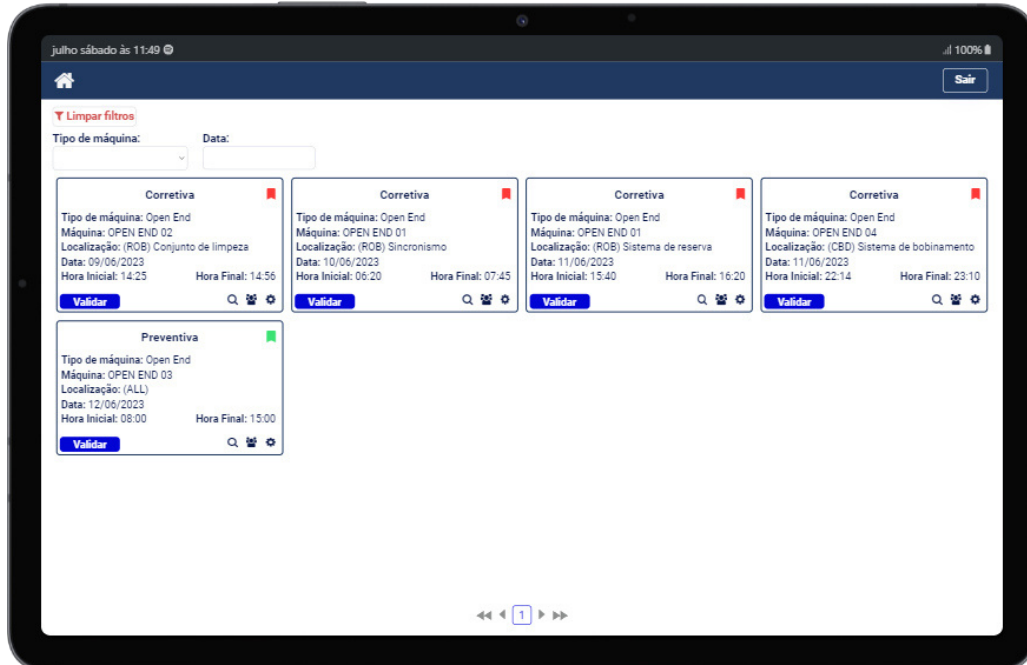 julho sábado às 11:49
100%
Sair
Limpar filtros
Tipo de máquina: Data:
Corretiva
Tipo de máquina: Open End
Máquina: OPEN END 02
Localização: (ROB) Conjunto de limpeza
Data: 09/06/2023
Hora Inicial: 14:25 Hora Final: 14:56
Validar
Corretiva
Tipo de máquina: Open End
Máquina: OPEN END 01
Localização: (ROB) Sincronismo
Data: 10/06/2023
Hora Inicial: 06:20 Hora Final: 07:45
Validar
Corretiva
Tipo de máquina: Open End
Máquina: OPEN END 01
Localização: (ROB) Sistema de reserva
Data: 11/06/2023
Hora Inicial: 15:40 Hora Final: 16:20
Validar
Corretiva
Tipo de máquina: Open End
Máquina: OPEN END 04
Localização: (CBD) Sistema de bobinamento
Data: 11/06/2023
Hora Inicial: 22:14 Hora Final: 23:10
Validar
Preventiva
Tipo de máquina: Open End
Máquina: OPEN END 03
Localização: (ALL)
Data: 12/06/2023
Hora Inicial: 08:00 Hora Final: 15:00
Validar
1